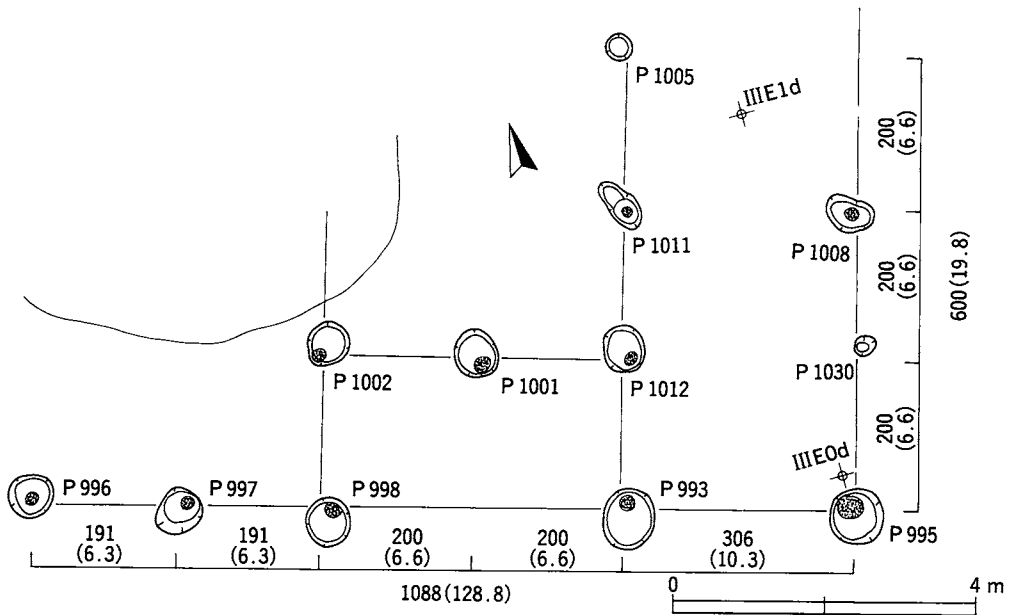 P 1005
IIIE1d
200
(6.6)
P 1011
P 1008
200
(6.6)
600(19.8)
P 1002
P 1001
P 1012
P 1030
200
(6.6)
IIIE0d
P 996
P 997
P 998
P 993
P 995
191
(6.3)
191
(6.3)
200
(6.6)
200
(6.6)
306
(10.3)
1088(128.8)
0
4 m